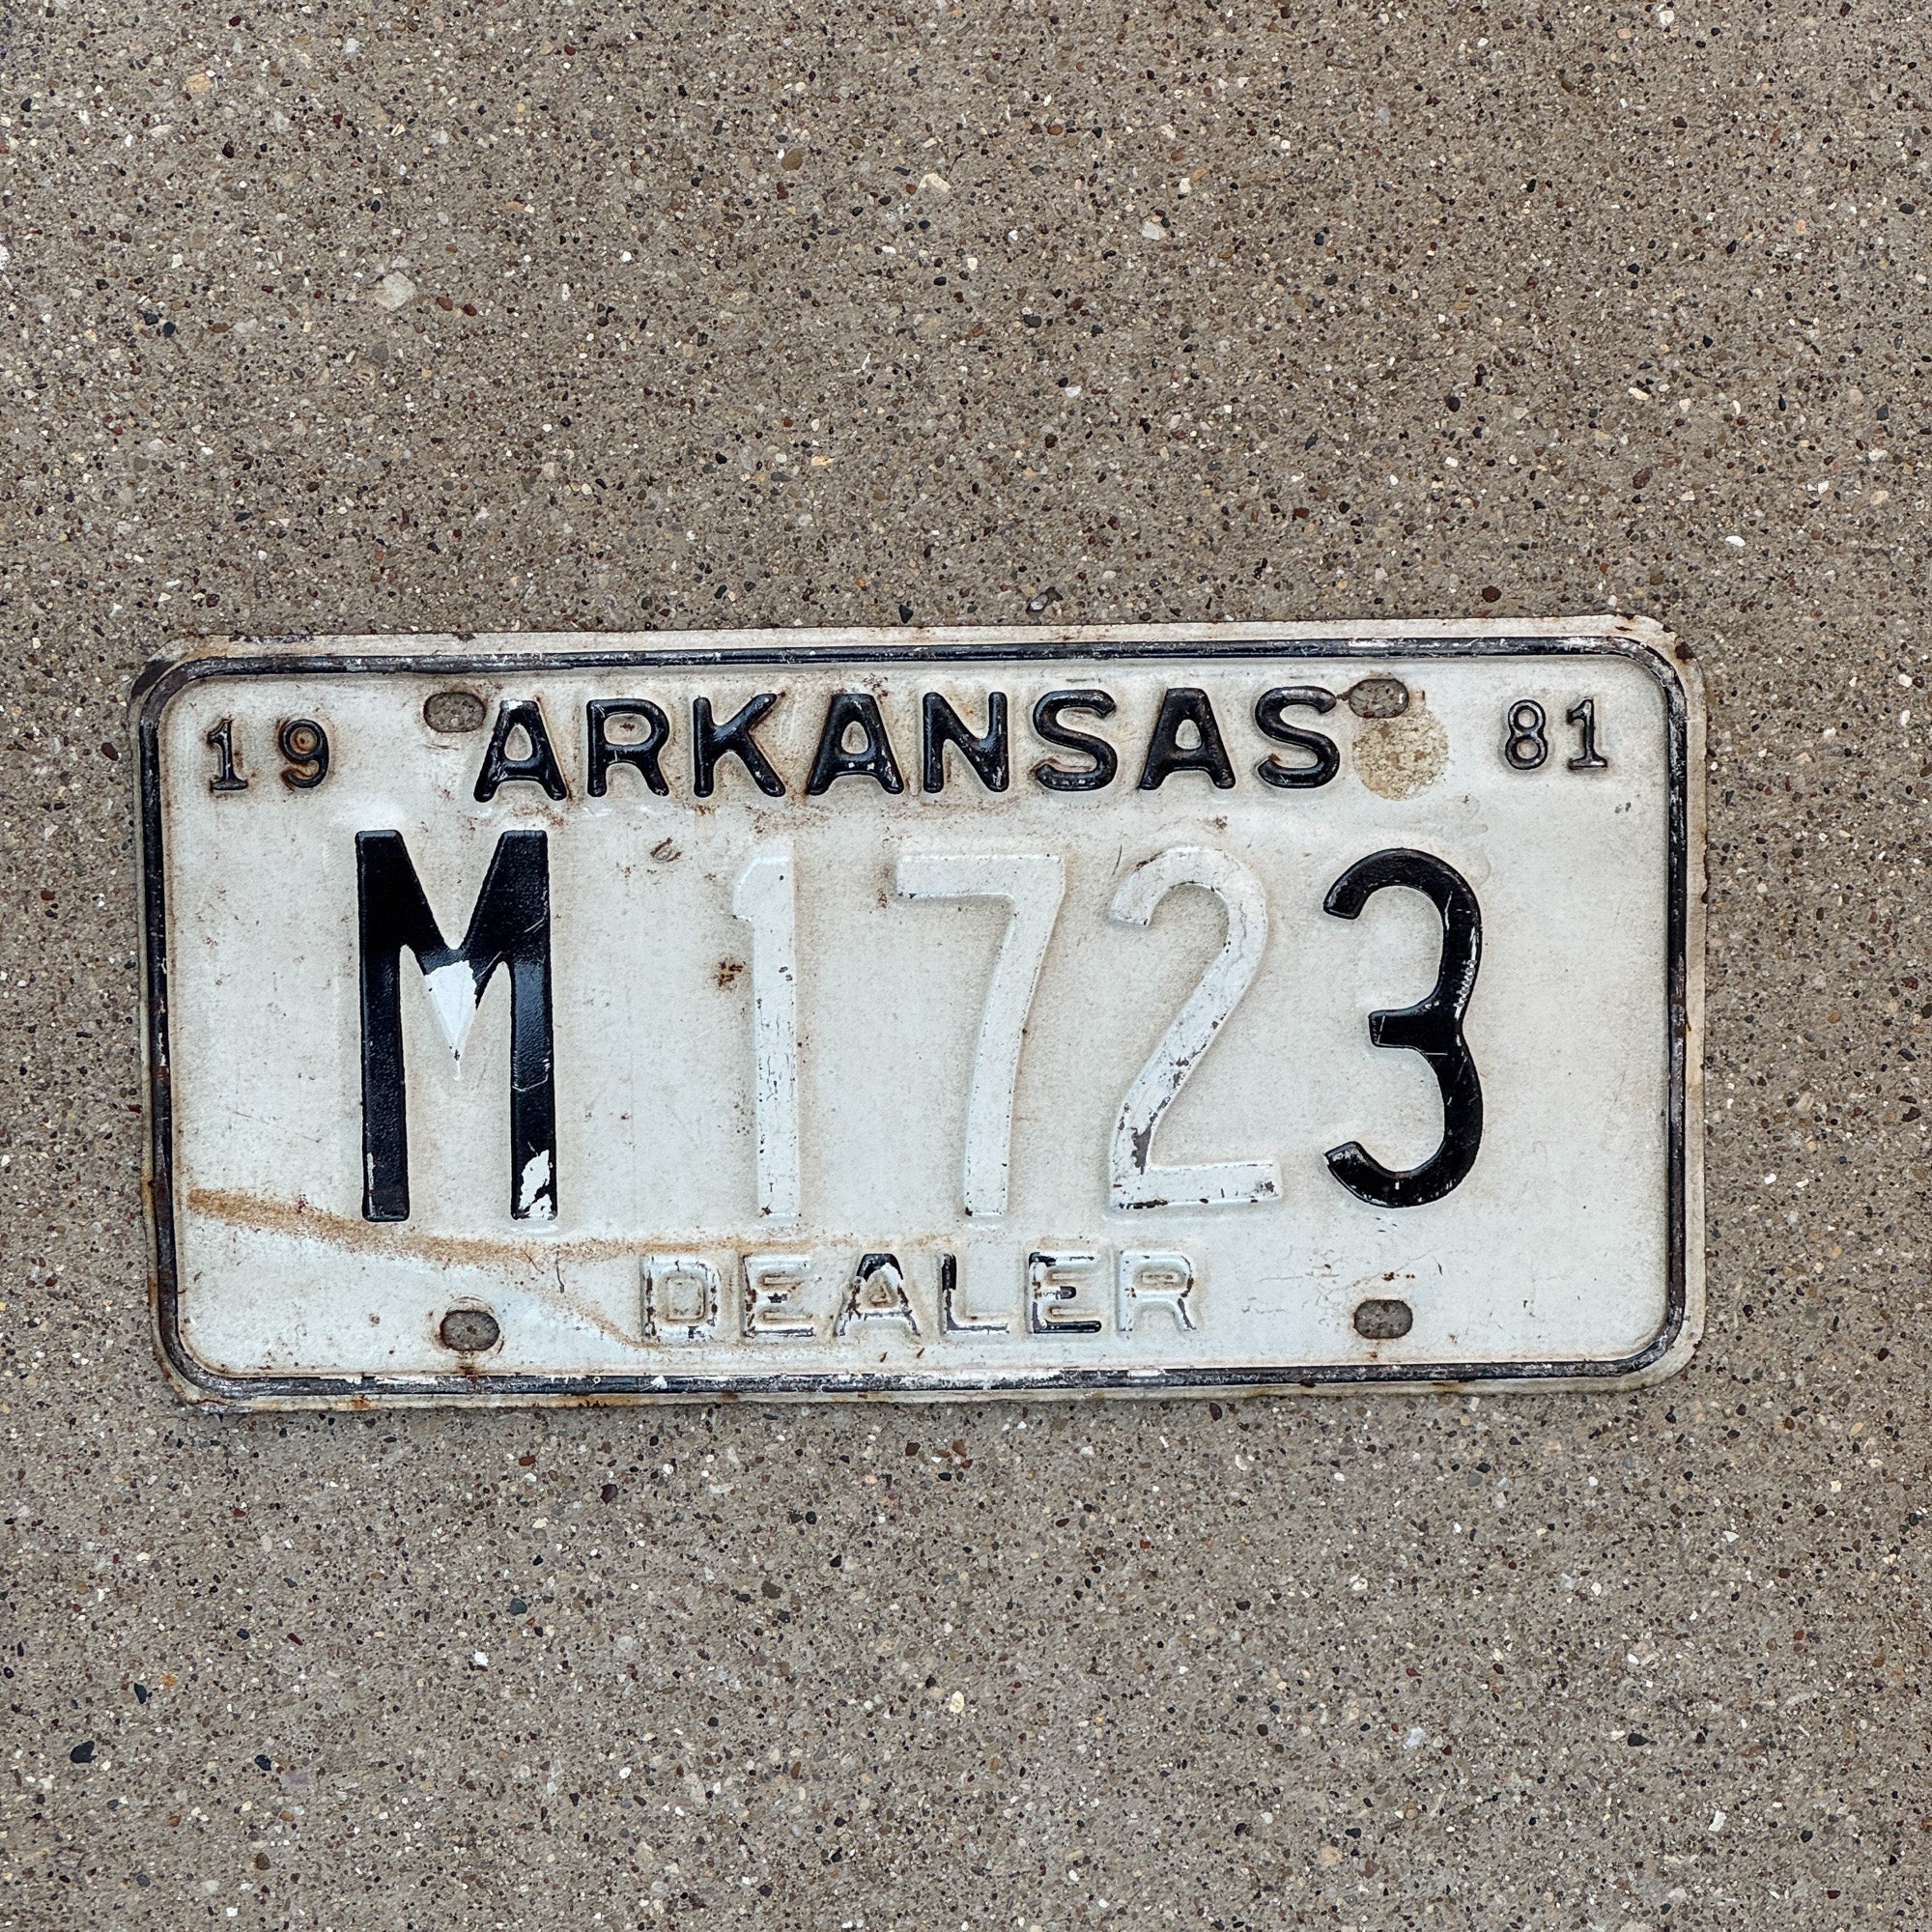 19 ARKANSAS 81
M 1723
DEALER